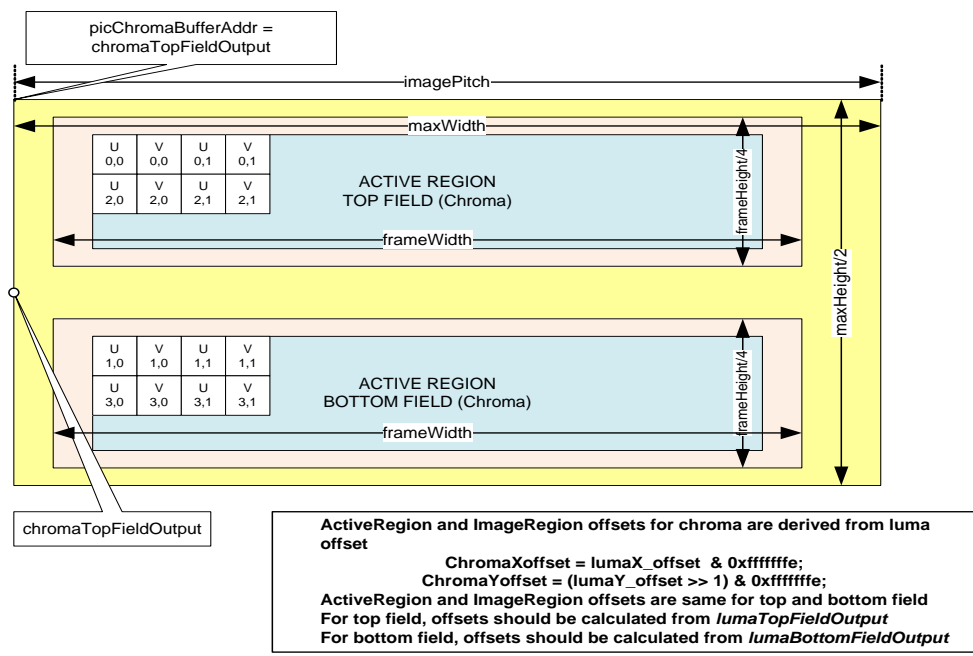 picChromaBufferAddr =
chromaTopFieldOutput
imagePitch
maxWidth
U V U V
0,0 0,0 0,1 0,1
U V U V
2,0 2,0 2,1 2,1
ACTIVE REGION
TOP FIELD (Chroma)
frameWidth
frameHeight/4
maxHeight/2
U V U V
1,0 1,0 1,1 1,1
U V U V
3,0 3,0 3,1 3,1
ACTIVE REGION
BOTTOM FIELD (Chroma)
frameWidth
frameHeight/4
chromaTopFieldOutput
ActiveRegion and ImageRegion offsets for chroma are derived from luma
offset
ChromaXoffset = lumaX_offset & 0xfffffffe;
ChromaYoffset = (lumaY_offset >> 1) & 0xfffffffe;
ActiveRegion and ImageRegion offsets are same for top and bottom field
For top field, offsets should be calculated from lumaTopFieldOutput
For bottom field, offsets should be calculated from lumaBottomFieldOutput